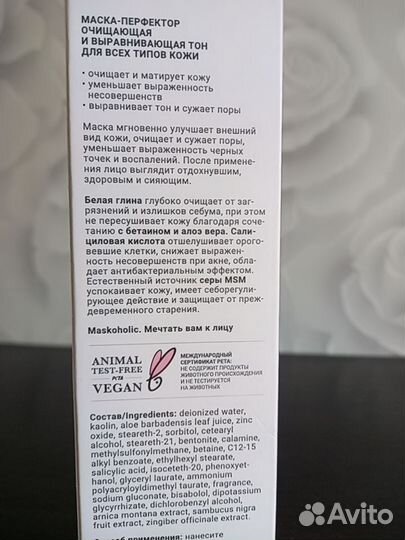 МАСКА-ПЕРФЕКТОР
ОЧИЩАЮЩАЯ
И ВЫРАВНИВАЮЩАЯ ТОН
ДЛЯ ВСЕХ ТИПОВ КОЖИ
• очищает и матирует кожу
• уменьшает выраженность
несовершенств
• выравнивает тон и сужает поры
Маска мгновенно улучшает внешний
вид кожи, очищает и сужает поры,
уменьшает выраженность черных
точек и воспалений. После примене-
ния лицо выглядит отдохнувшим,
здоровым и сияющим.
Белая глина глубоко очищает от заг-
рязнений и излишков себума, при этом
не пересушивает кожу благодаря соче-
танию с бетаином и алоэ вера. Сали-
циловая кислота отшелушивает орого-
вевшие клетки, снижает выражен-
ность несовершенств при акне, обла-
дает антибактериальным эффектом.
Естественный источник серы MSM
успокаивает кожу, имеет себорегули-
рующее действие и защищает от преж-
девременного старения.
Maskoholic. Мечтать вам к лицу
ANIMAL
TEST-FREE
PETA
VEGAN
МЕЖДУНАРОДНЫЙ
СЕРТИФИКАТ PETA:
НЕ СОДЕРЖИТ ПРОДУКТЫ
ЖИВОТНОГО ПРОИСХОЖДЕНИЯ
И НЕ ТЕСТИРУЕТСЯ
НА ЖИВОТНЫХ
Состав/Ingredients: deionized water,
kaolin, aloe barbadensis leaf juice, zinc
oxide, steareth-2, sorbitol, cetearyl
alcohol, steareth-21, bentonite, calamine,
methylsulfonylmethane, betaine, C12-15
alkyl benzoate, ethylhexyl stearate,
salicylic acid, isoceteth-20, phenoxyet-
hanol, glyceryl laurate, ammonium
polyacryloyldimethyl taurate, fragrance,
sodium gluconate, bisabolol, dipotassium
glycyrrhizate, dichlorobenzyl alcohol,
arnica montana extract, sambucus nigra
fruit extract, zingiber officinale extract.
Способ применения: нанесите
Avito